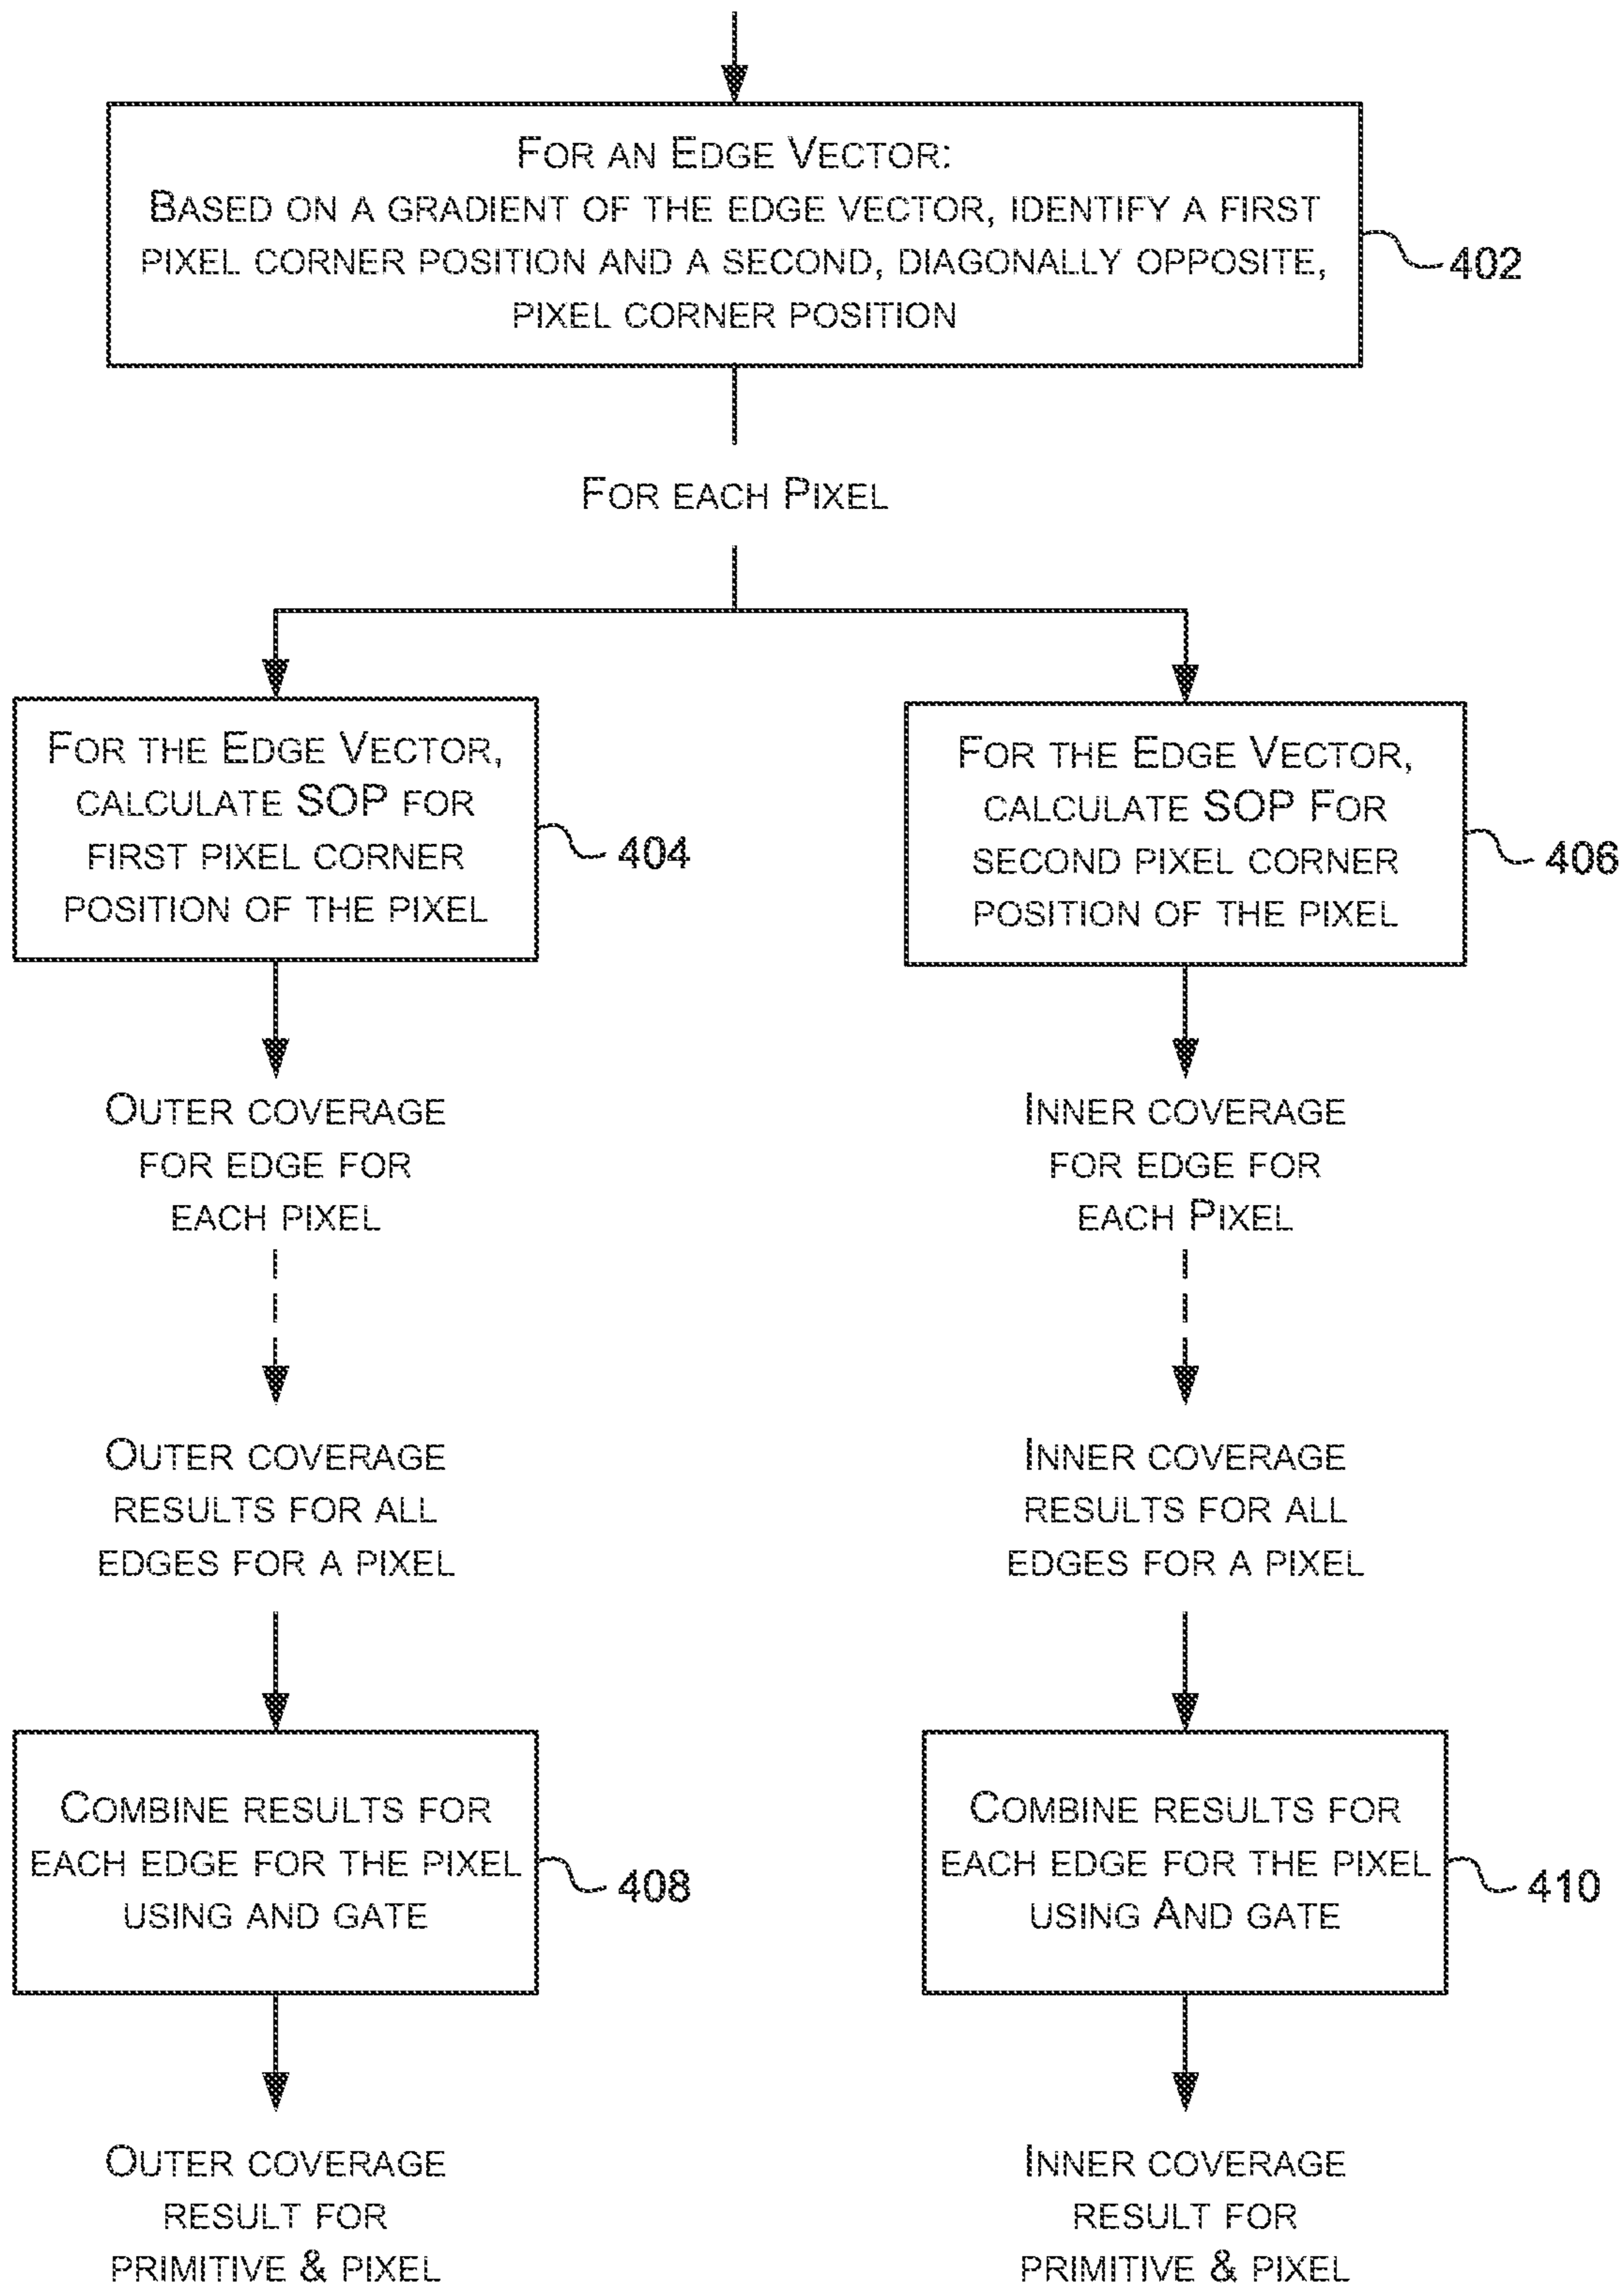 FOR AN EDGE VECTOR:
BASED ON A GRADIENT OF THE EDGE VECTOR, IDENTIFY A FIRST
PIXEL CORNER POSITION AND A SECOND, DIAGONALLY OPPOSITE,
PIXEL CORNER POSITION
402
FOR EACH PIXEL
FOR THE EDGE VECTOR,
CALCULATE SOP FOR
FIRST PIXEL CORNER
POSITION OF THE PIXEL
404
FOR THE EDGE VECTOR,
CALCULATE SOP FOR
SECOND PIXEL CORNER
POSITION OF THE PIXEL
406
OUTER COVERAGE
FOR EDGE FOR
EACH PIXEL
INNER COVERAGE
FOR EDGE FOR
EACH PIXEL
OUTER COVERAGE
RESULTS FOR ALL
EDGES FOR A PIXEL
INNER COVERAGE
RESULTS FOR ALL
EDGES FOR A PIXEL
COMBINE RESULTS FOR
EACH EDGE FOR THE PIXEL
USING AND GATE
408
COMBINE RESULTS FOR
EACH EDGE FOR THE PIXEL
USING AND GATE
410
OUTER COVERAGE
RESULT FOR
PRIMITIVE & PIXEL
INNER COVERAGE
RESULT FOR
PRIMITIVE & PIXEL